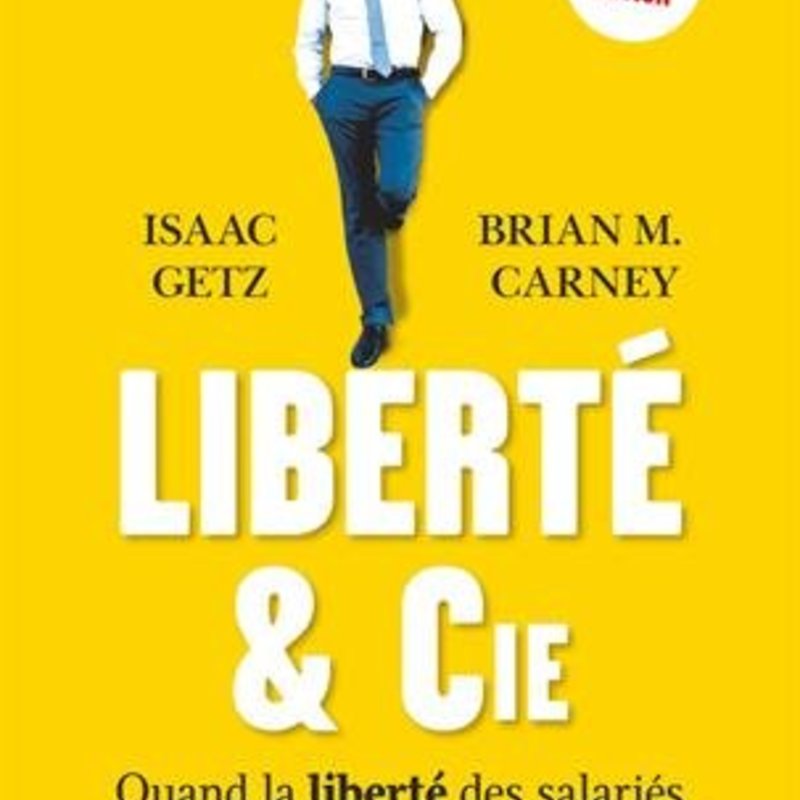 ISAAC
GETZ
BRIAN M.
CARNEY
LIBERTÉ
& CIE
Quand la liberté des salariés